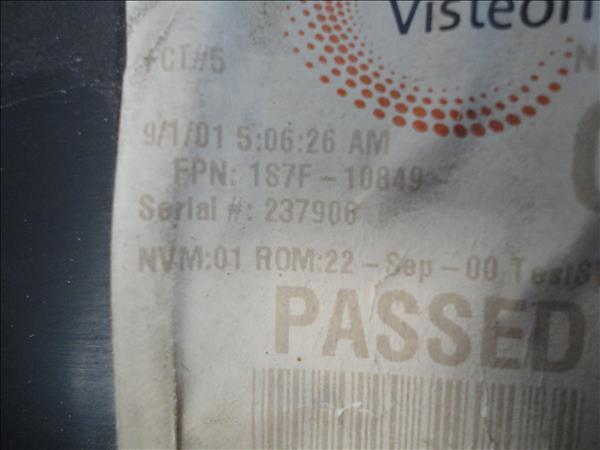 Visteon
FCT#5
N
9/1/01 5:06:26 AM
FPN: 1S7F-10849-
Serial #: 237906
NVM:01 ROM:22-Sep-00 TestS
PASSED